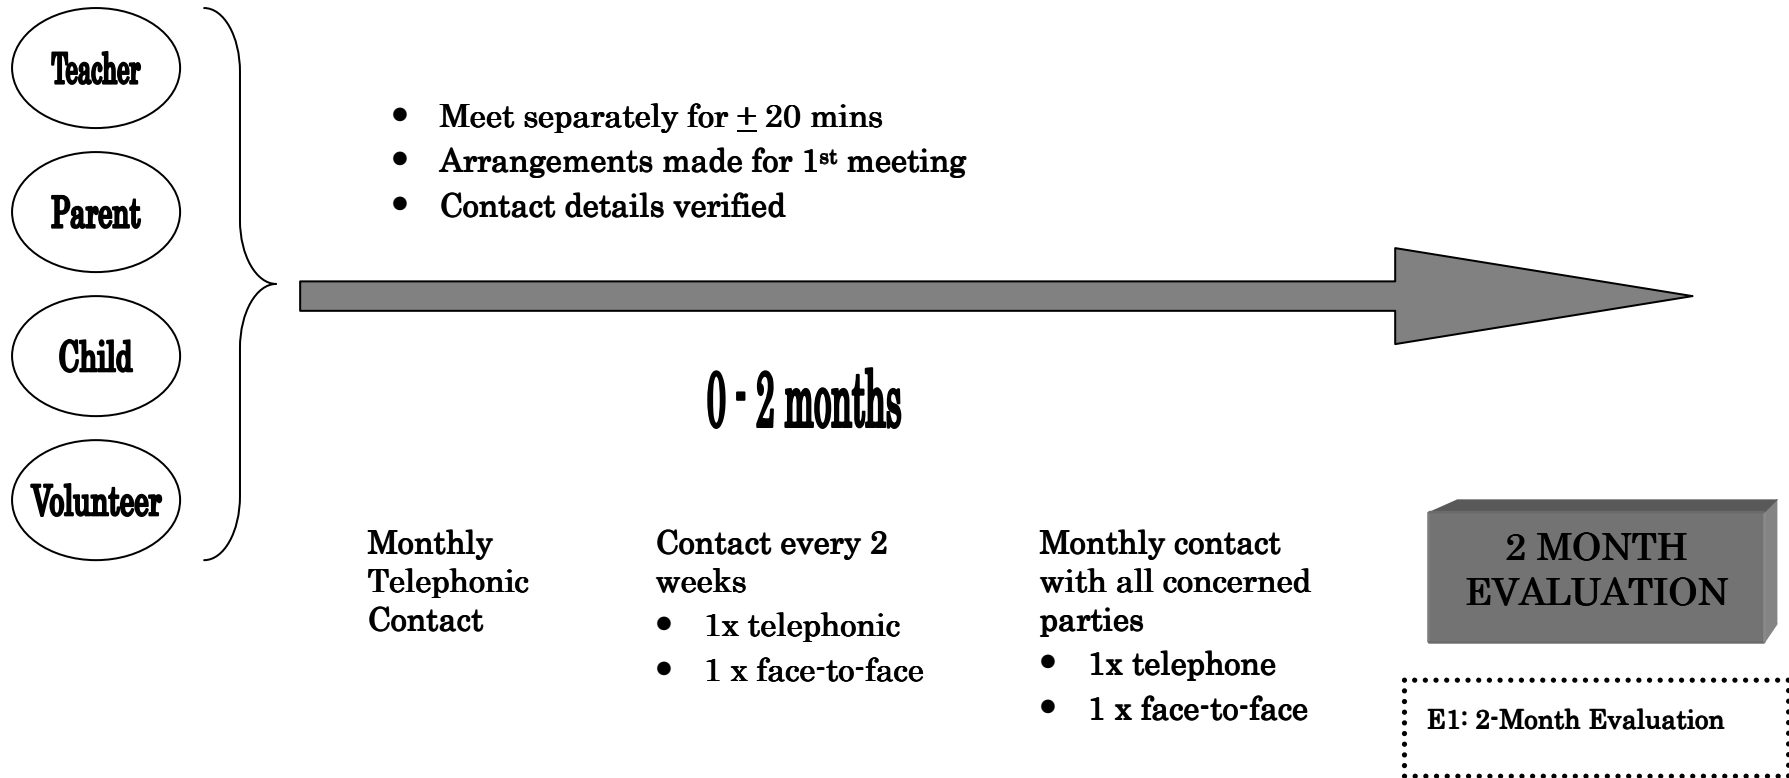 Teacher
Parent
Child
Volunteer
• Meet separately for ± 20 mins
• Arrangements made for 1st meeting
• Contact details verified
0 - 2 months
Monthly
Telephonic
Contact
Contact every 2
weeks
• 1x telephonic
• 1 x face-to-face
Monthly contact
with all concerned
parties
• 1x telephone
• 1 x face-to-face
2 MONTH
EVALUATION
E1: 2-Month Evaluation